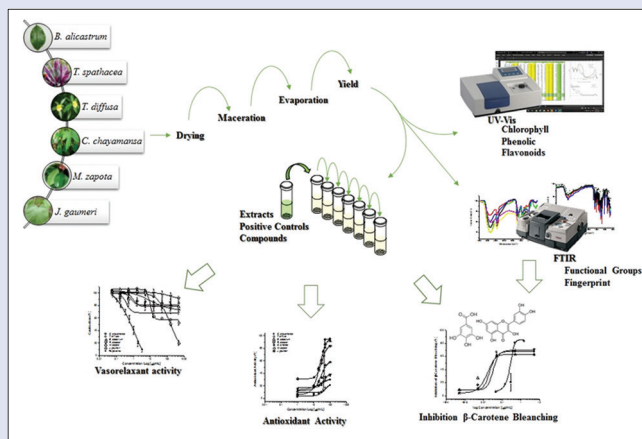 B. alicastrum
T. spathacea
T. diffusa
C. chayamansa
M. zapota
J. gaumeri
Drying
Maceration
Evaporation
Yield
UV-Vis
Chlorophyll
Phenolic
Flavonoids
Extracts
Positive Controls
Compounds
FTIR
Functional Groups
Fingerprint
Vasorelaxant activity
Antioxidant Activity
Inhibition β-Carotene Bleanching